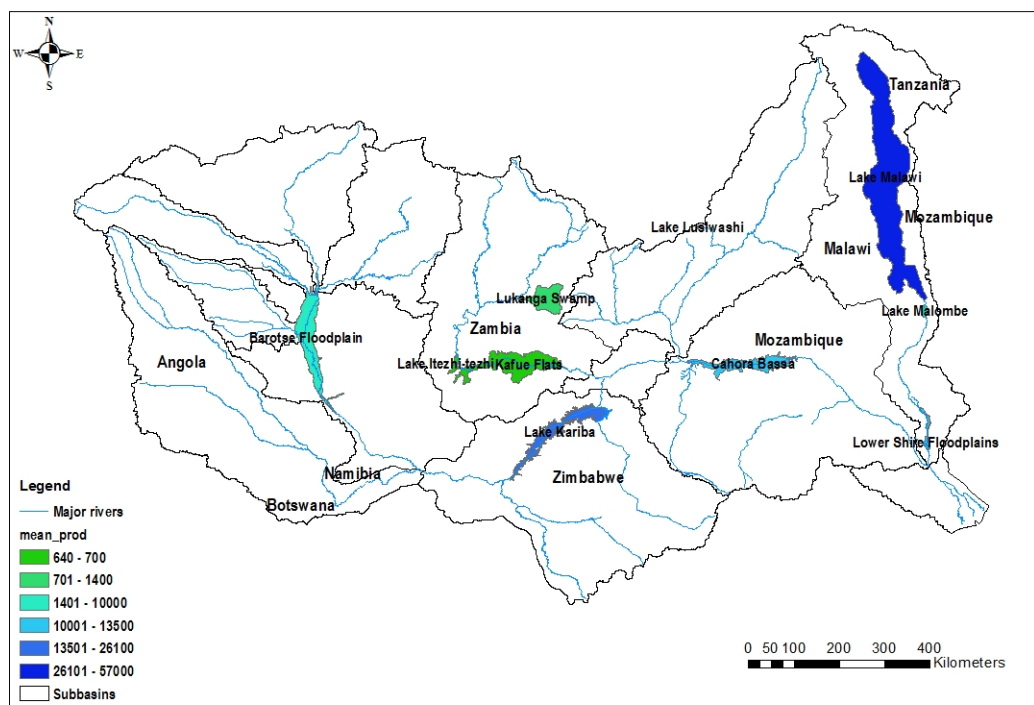 N
W E
S
Tanzania
Lake Malawi
Mozambique
Lake Lusiwashi
Malawi
Lukanga Swamp
Lake Malombe
Zambia
Mozambique
Barotse Floodplain
Angola
Lake Itezhi-tezhi
Kafue Flats
Cahora Bassa
Lake Kariba
Lower Shire Floodplains
Namibia
Zimbabwe
Botswana
Legend
Major rivers
mean_prod
640 - 700
701 - 1400
1401 - 10000
10001 - 13500
13501 - 26100
26101 - 57000
Subbasins
0 50 100 200 300 400
Kilometers